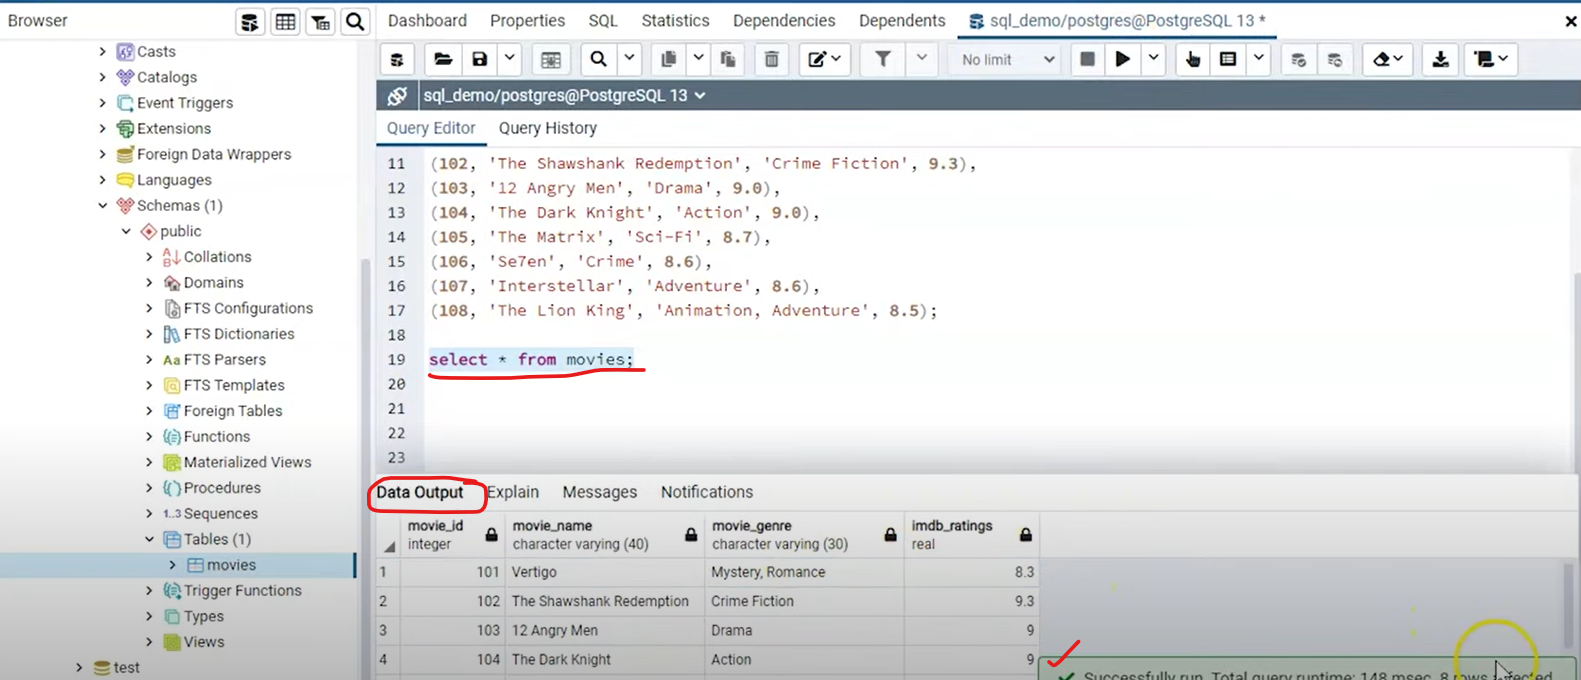 Browser
Dashboard Properties SQL Statistics Dependencies Dependents sql_demo/postgres@PostgreSQL 13 *
No limit
sql_demo/postgres@PostgreSQL 13
Query Editor Query History
Casts
Catalogs
Event Triggers
Extensions
Foreign Data Wrappers
Languages
Schemas (1)
public
Collations
Domains
FTS Configurations
FTS Dictionaries
Aa FTS Parsers
FTS Templates
Foreign Tables
Functions
Materialized Views
Procedures
1..3 Sequences
Tables (1)
movies
Trigger Functions
Types
Views
test
11 (102, 'The Shawshank Redemption', 'Crime Fiction', 9.3),
12 (103, '12 Angry Men', 'Drama', 9.0),
13 (104, 'The Dark Knight', 'Action', 9.0),
14 (105, 'The Matrix', 'Sci-Fi', 8.7),
15 (106, 'Se7en', 'Crime', 8.6),
16 (107, 'Interstellar', 'Adventure', 8.6),
17 (108, 'The Lion King', 'Animation, Adventure', 8.5);
18
19 select * from movies;
20
21
22
23
Data Output Explain Messages Notifications
movie_id movie_name movie_genre imdb_ratings
integer character varying (40) character varying (30) real
1 101 Vertigo Mystery, Romance 8.3
2 102 The Shawshank Redemption Crime Fiction 9.3
3 103 12 Angry Men Drama 9
4 104 The Dark Knight Action 9
Successfully run. Total query runtime: 148 msec. 8 rows